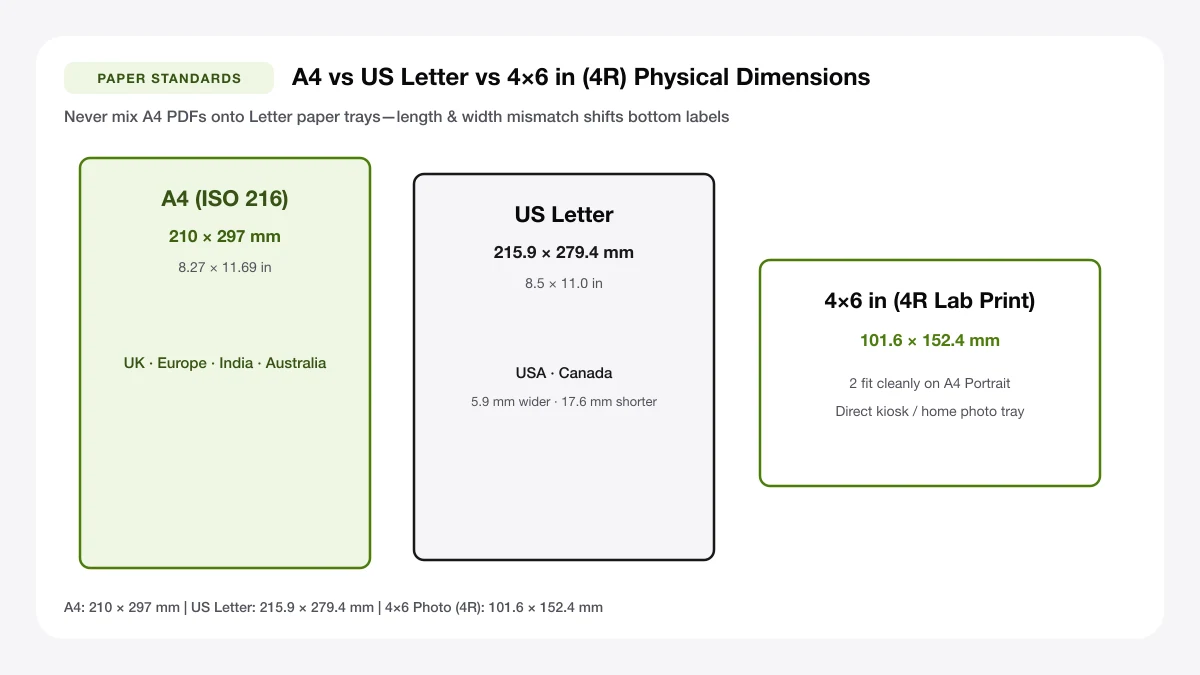 PAPER STANDARDS
A4 vs US Letter vs 4×6 in (4R) Physical Dimensions
Never mix A4 PDFs onto Letter paper trays—length & width mismatch shifts bottom labels
A4 (ISO 216)
210 × 297 mm
8.27 × 11.69 in
UK · Europe · India · Australia
US Letter
215.9 × 279.4 mm
8.5 × 11.0 in
USA · Canada
5.9 mm wider · 17.6 mm shorter
4×6 in (4R Lab Print)
101.6 × 152.4 mm
2 fit cleanly on A4 Portrait
Direct kiosk / home photo tray
A4: 210 × 297 mm | US Letter: 215.9 × 279.4 mm | 4×6 Photo (4R): 101.6 × 152.4 mm